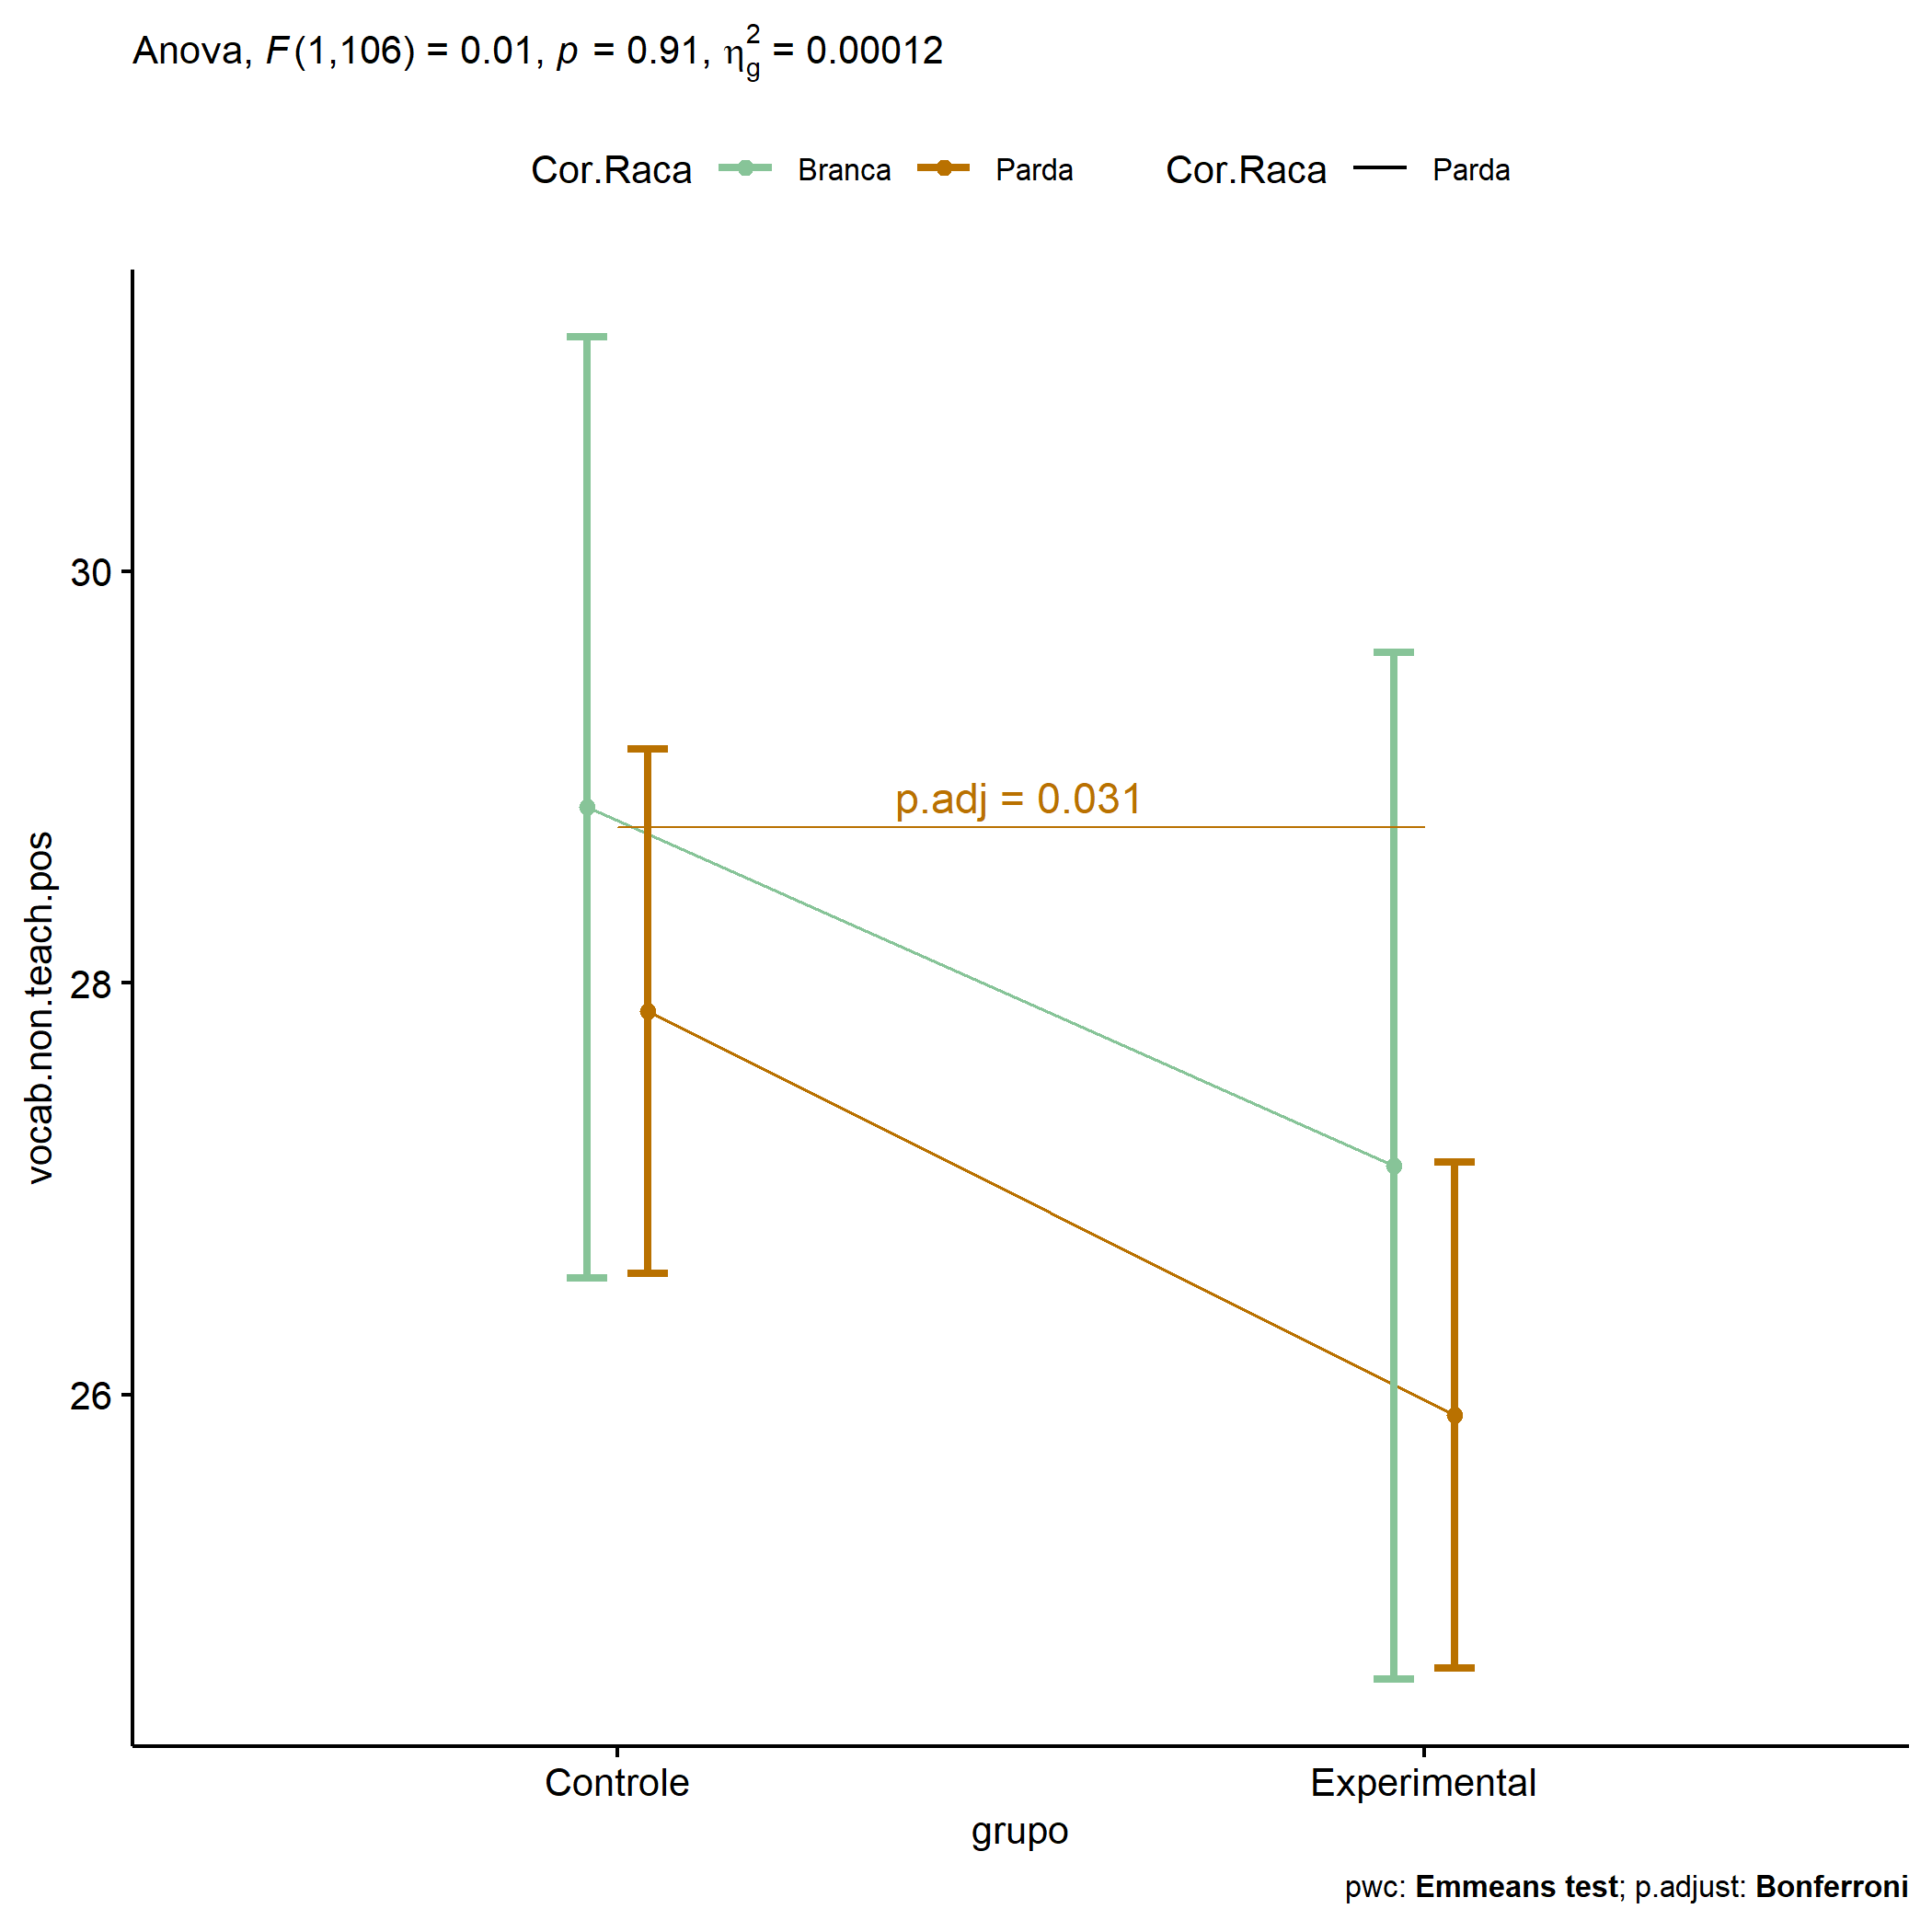 Anova, F(1,106) = 0.01, p = 0.91, η²g = 0.00012
Cor.Raca Branca Parda Cor.Raca Parda
30
28
26
vocab.non.teach.pos
p.adj = 0.031
Controle Experimental
grupo
pwc: Emmeans test; p.adjust: Bonferroni